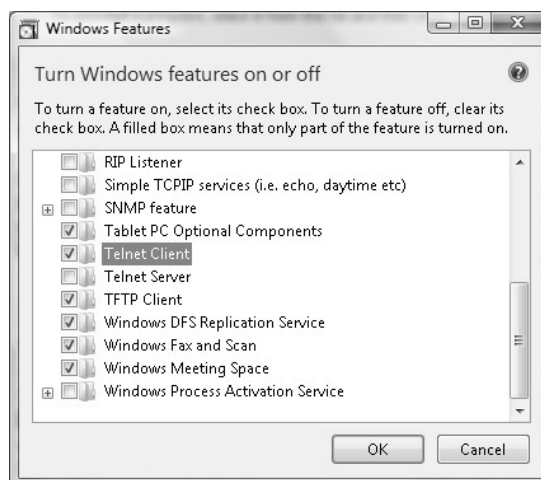 Windows Features
Turn Windows features on or off
To turn a feature on, select its check box. To turn a feature off, clear its
check box. A filled box means that only part of the feature is turned on.
RIP Listener
Simple TCPIP services (i.e. echo, daytime etc)
SNMP feature
Tablet PC Optional Components
Telnet Client
Telnet Server
TFTP Client
Windows DFS Replication Service
Windows Fax and Scan
Windows Meeting Space
Windows Process Activation Service
OK Cancel